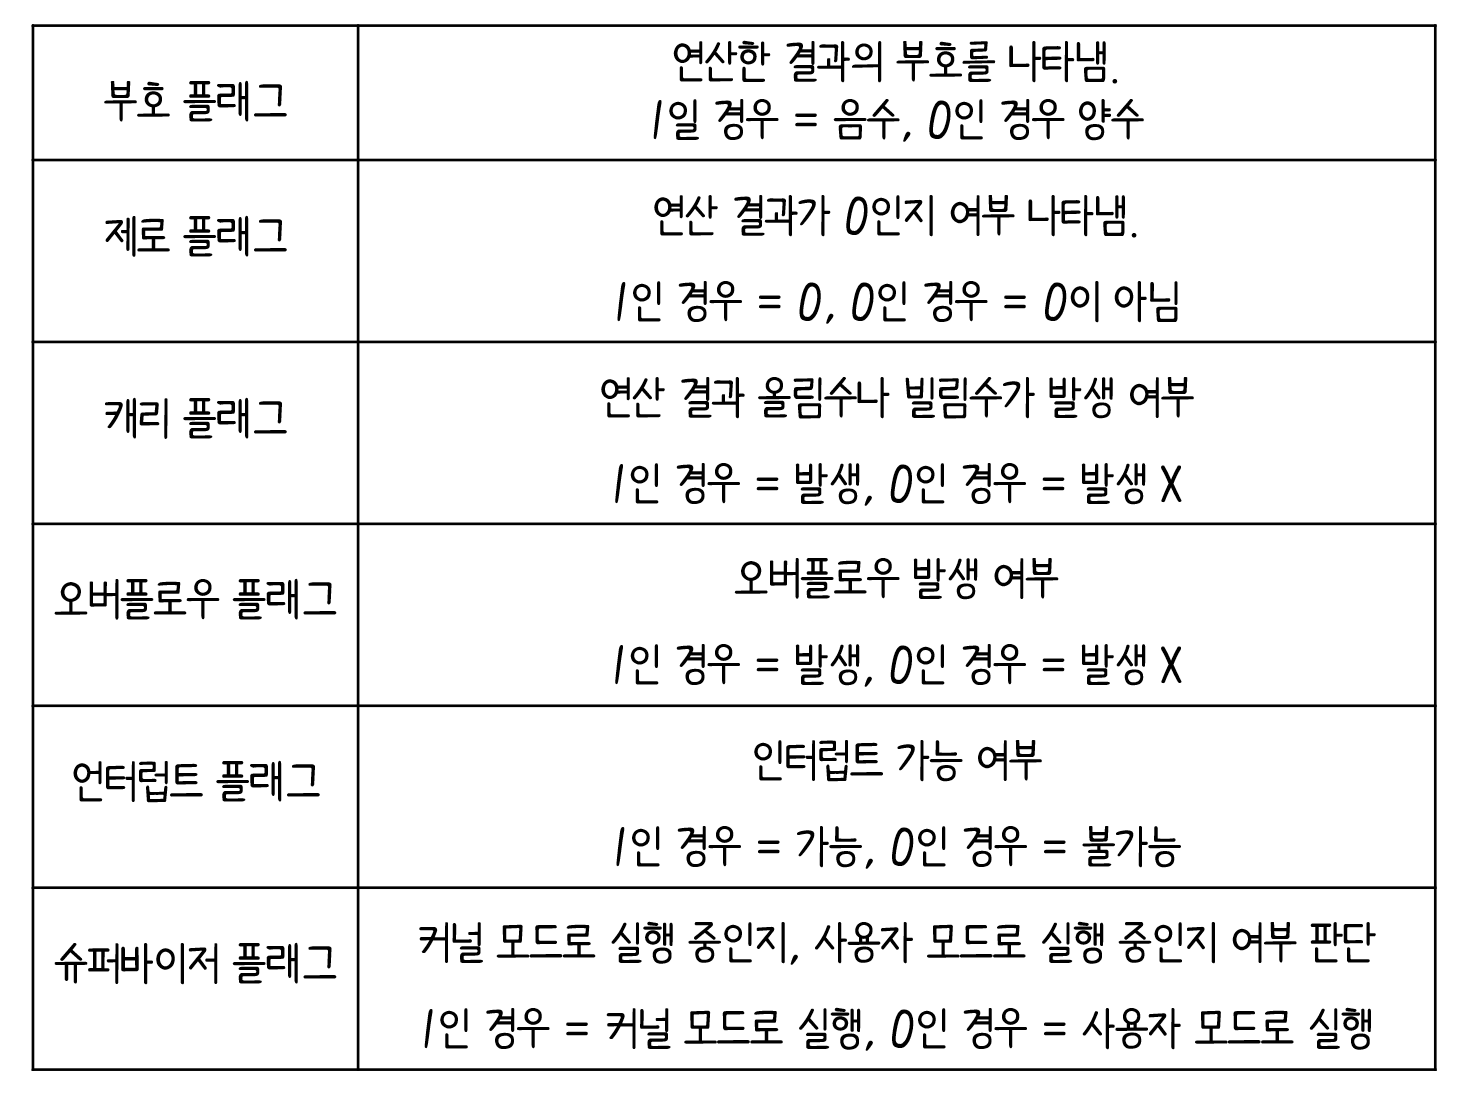 부호 플래그
연산한 결과의 부호를 나타냄.
1일 경우 = 음수, 0인 경우 양수
제로 플래그
연산 결과가 0인지 여부 나타냄.
1인 경우 = 0, 0인 경우 = 0이 아님
캐리 플래그
연산 결과 올림수나 빌림수가 발생 여부
1인 경우 = 발생, 0인 경우 = 발생 X
오버플로우 플래그
오버플로우 발생 여부
1인 경우 = 발생, 0인 경우 = 발생 X
언터럽트 플래그
인터럽트 가능 여부
1인 경우 = 가능, 0인 경우 = 불가능
슈퍼바이저 플래그
커널 모드로 실행 중인지, 사용자 모드로 실행 중인지 여부 판단
1인 경우 = 커널 모드로 실행, 0인 경우 = 사용자 모드로 실행